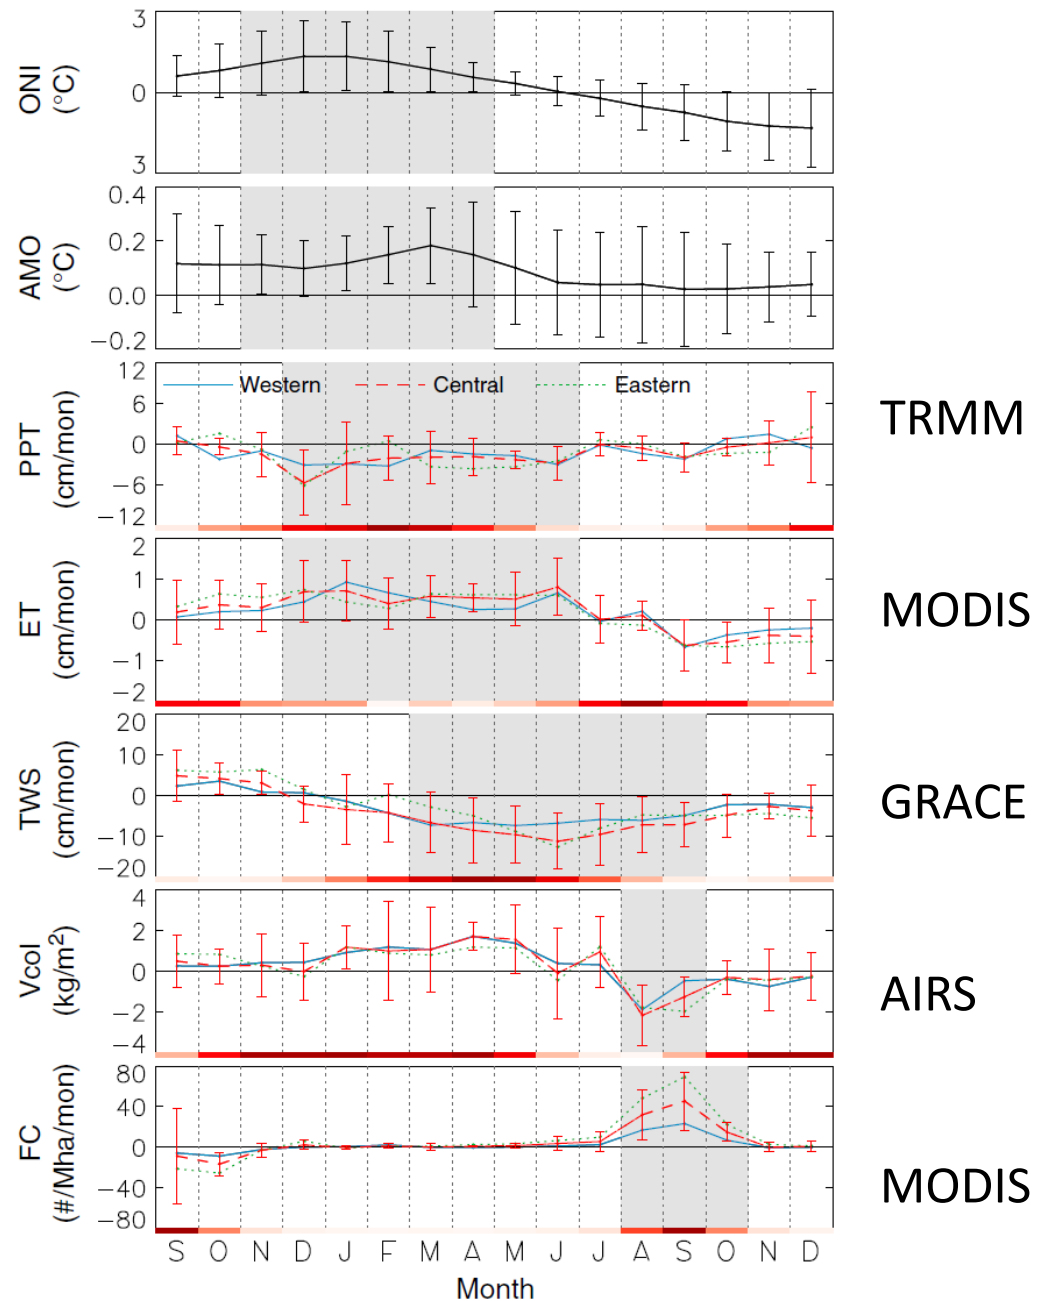 3
0
3
ONI
(°C)
0.4
0.2
0.0
−0.2
AMO
(°C)
12
6
0
−6
−12
PPT
(cm/mon)
Western Central Eastern
TRMM
2
1
0
−1
−2
ET
(cm/mon)
MODIS
20
10
0
−10
−20
TWS
(cm/mon)
GRACE
4
2
0
−2
−4
Vcol
(kg/m²)
AIRS
80
40
0
−40
−80
FC
(#/Mha/mon)
MODIS
S O N D J F M A M J J A S O N D
Month